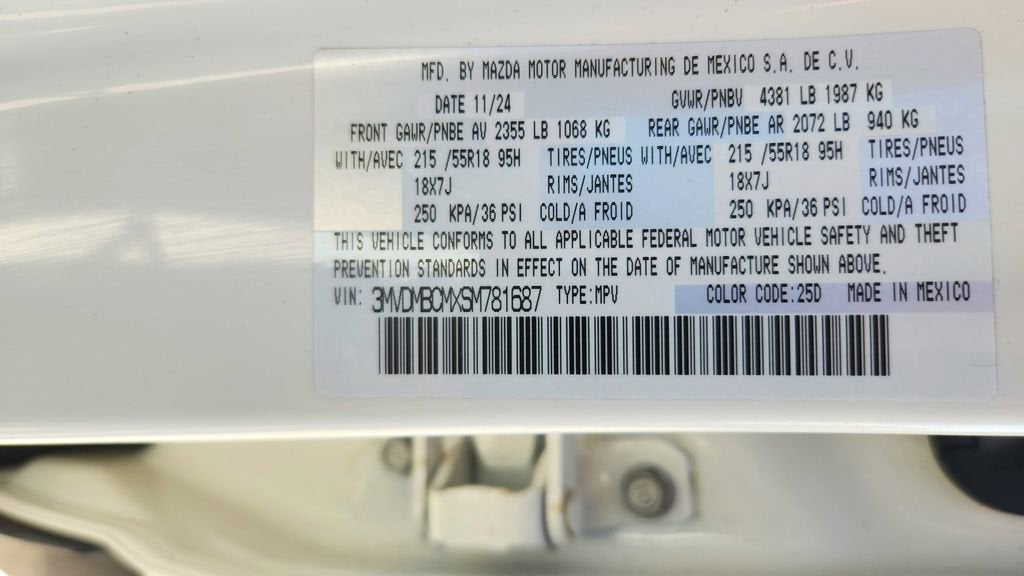 MFD. BY MAZDA MOTOR MANUFACTURING DE MEXICO S.A. DE C.V.
DATE 11/24 GVWR/PNBV 4381 LB 1987 KG
FRONT GAWR/PNBE AV 2355 LB 1068 KG REAR GAWR/PNBE AR 2072 LB 940 KG
WITH/AVEC 215 /55R18 95H TIRES/PNEUS WITH/AVEC 215 /55R18 95H TIRES/PNEUS
18X7J RIMS/JANTES 18X7J RIMS/JANTES
250 KPA/36 PSI COLD/A FROID 250 KPA/36 PSI COLD/A FROID
THIS VEHICLE CONFORMS TO ALL APPLICABLE FEDERAL MOTOR VEHICLE SAFETY AND THEFT
PREVENTION STANDARDS IN EFFECT ON THE DATE OF MANUFACTURE SHOWN ABOVE.
VIN: 3MVDMBCMXSM781687 TYPE:MPV COLOR CODE:25D MADE IN MEXICO